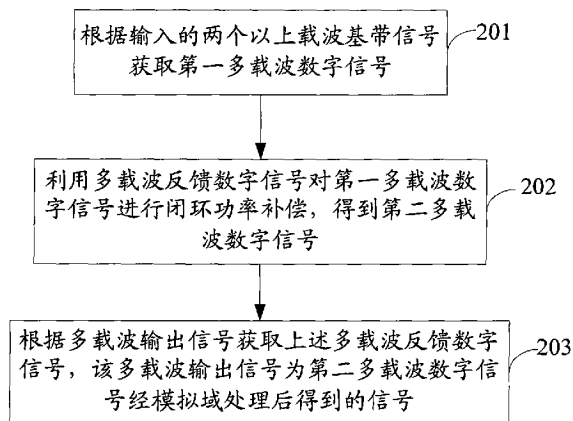 根据输入的两个以上载波基带信号
获取第一多载波数字信号
201
利用多载波反馈数字信号对第一多载波数
字信号进行闭环功率补偿，得到第二多载
波数字信号
202
根据多载波输出信号获取上述多载波反馈数字
信号，该多载波输出信号为第二多载波数字信
号经模拟域处理后得到的信号
203